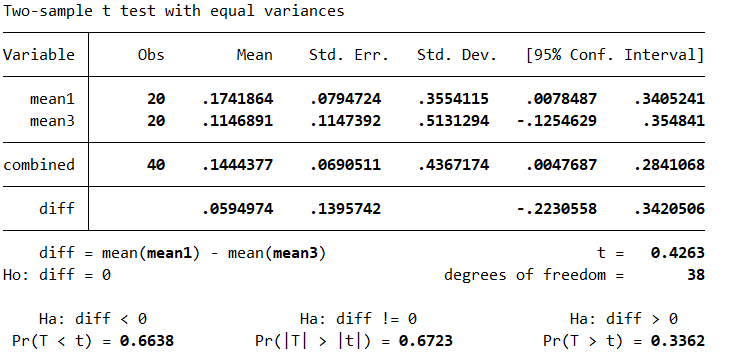 Two-sample t test with equal variances
Variable Obs Mean Std. Err. Std. Dev. [95% Conf. Interval]
mean1 20 .1741864 .0794724 .3554115 .0078487 .3405241
mean3 20 .1146891 .1147392 .5131294 -.1254629 .354841
combined 40 .1444377 .0690511 .4367174 .0047687 .2841068
diff .0594974 .1395742 -.2230558 .3420506
diff = mean(mean1) - mean(mean3) t = 0.4263
Ho: diff = 0 degrees of freedom = 38
Ha: diff < 0 Ha: diff != 0 Ha: diff > 0
Pr(T < t) = 0.6638 Pr(|T| > |t|) = 0.6723 Pr(T > t) = 0.3362